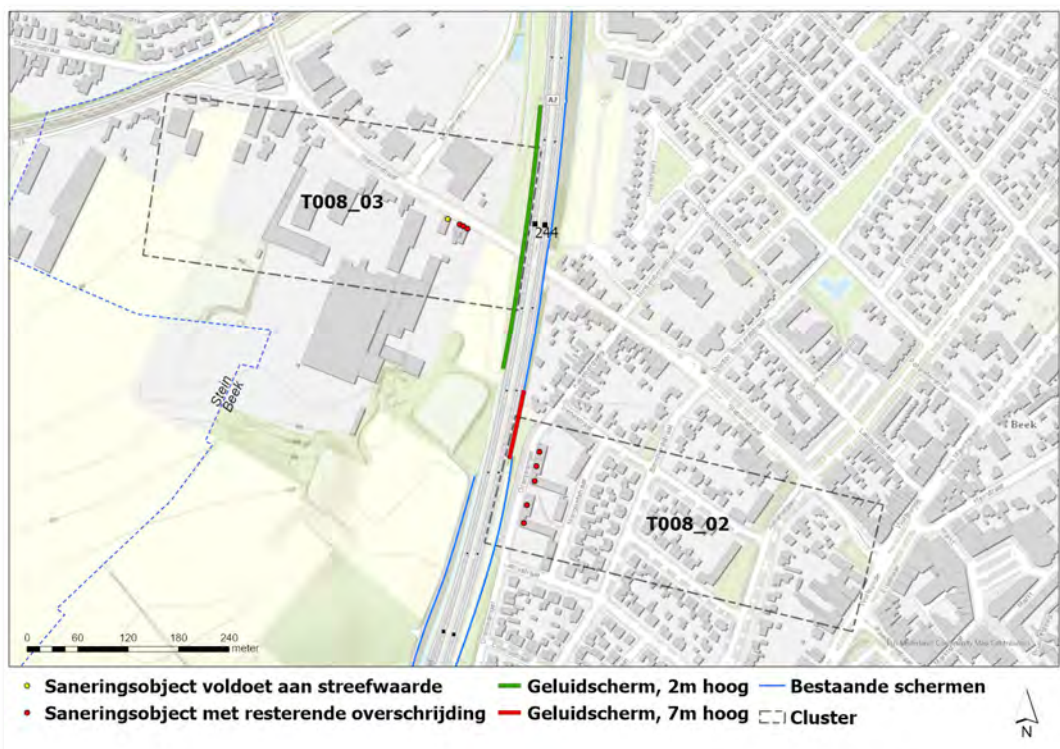 A2
T008_03
244
Stein
Beek
Beek
T008_02
0 60 120 180 240
meter
Saneringsobject voldoet aan streefwaarde
Geluidscherm, 2m hoog
Bestaande schermen
Saneringsobject met resterende overschrijding
Geluidscherm, 7m hoog
Cluster
N